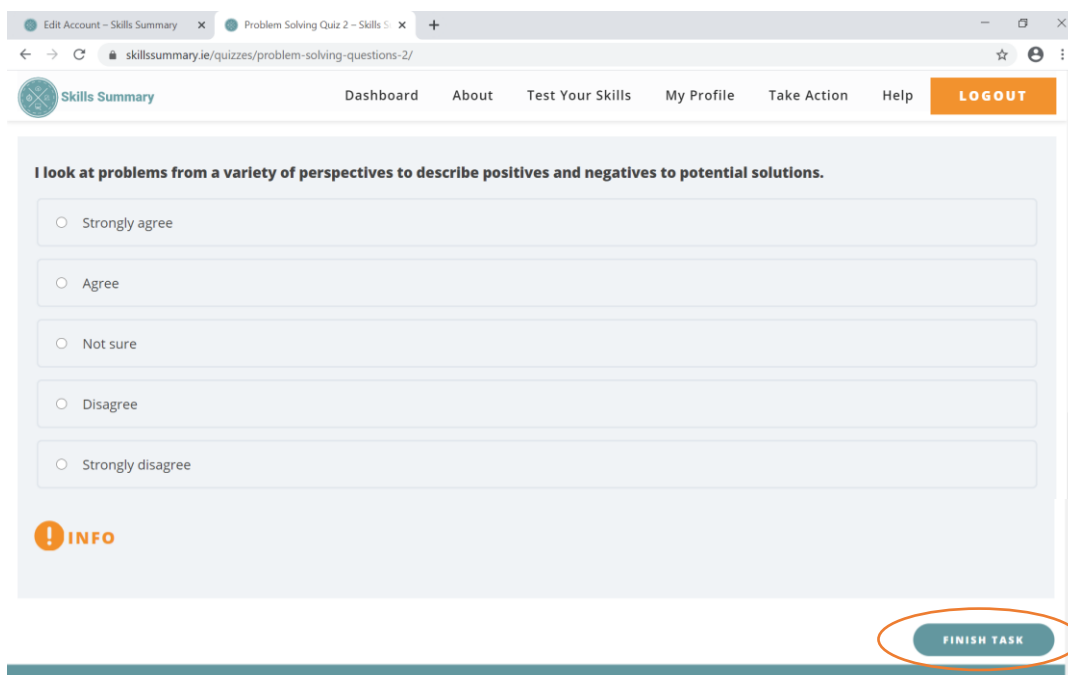 Edit Account – Skills Summary
Problem Solving Quiz 2 – Skills S
skillssummary.ie/quizzes/problem-solving-questions-2/
Skills Summary
Dashboard About Test Your Skills My Profile Take Action Help LOGOUT
I look at problems from a variety of perspectives to describe positives and negatives to potential solutions.
Strongly agree
Agree
Not sure
Disagree
Strongly disagree
INFO
FINISH TASK